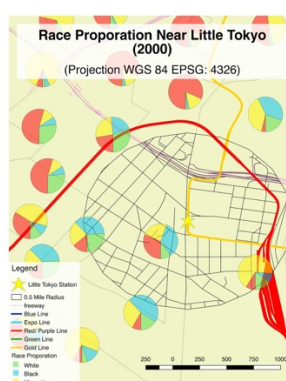 Race Proporation Near Little Tokyo
(2000)
(Projection WGS 84 EPSG: 4326)
Legend
Little Tokyo Station
0.5 Mile Radius
freeway
Blue Line
Expo Line
Red/ Purple Line
Green Line
Gold Line
Race Proporation
White
Black
250 0 250 500 750 1000